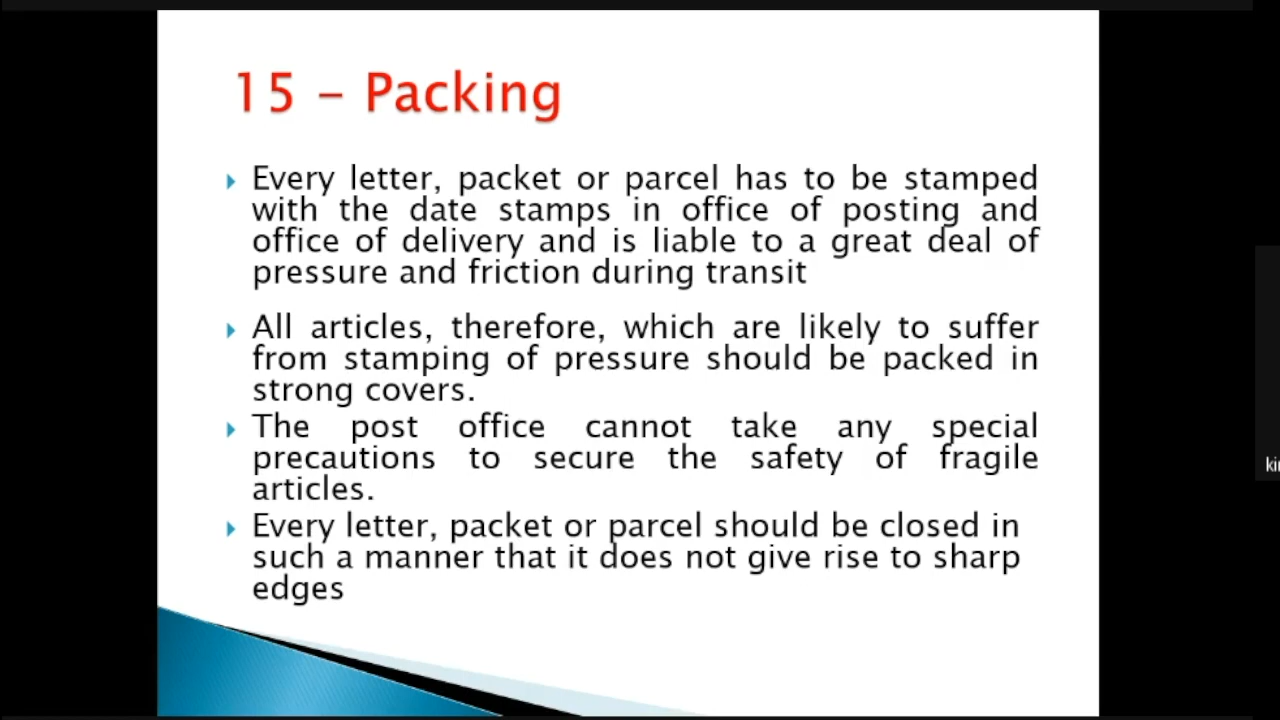 15 – Packing
Every letter, packet or parcel has to be stamped
with the date stamps in office of posting and
office of delivery and is liable to a great deal of
pressure and friction during transit
All articles, therefore, which are likely to suffer
from stamping of pressure should be packed in
strong covers.
The post office cannot take any special
precautions to secure the safety of fragile
articles.
Every letter, packet or parcel should be closed in
such a manner that it does not give rise to sharp
edges